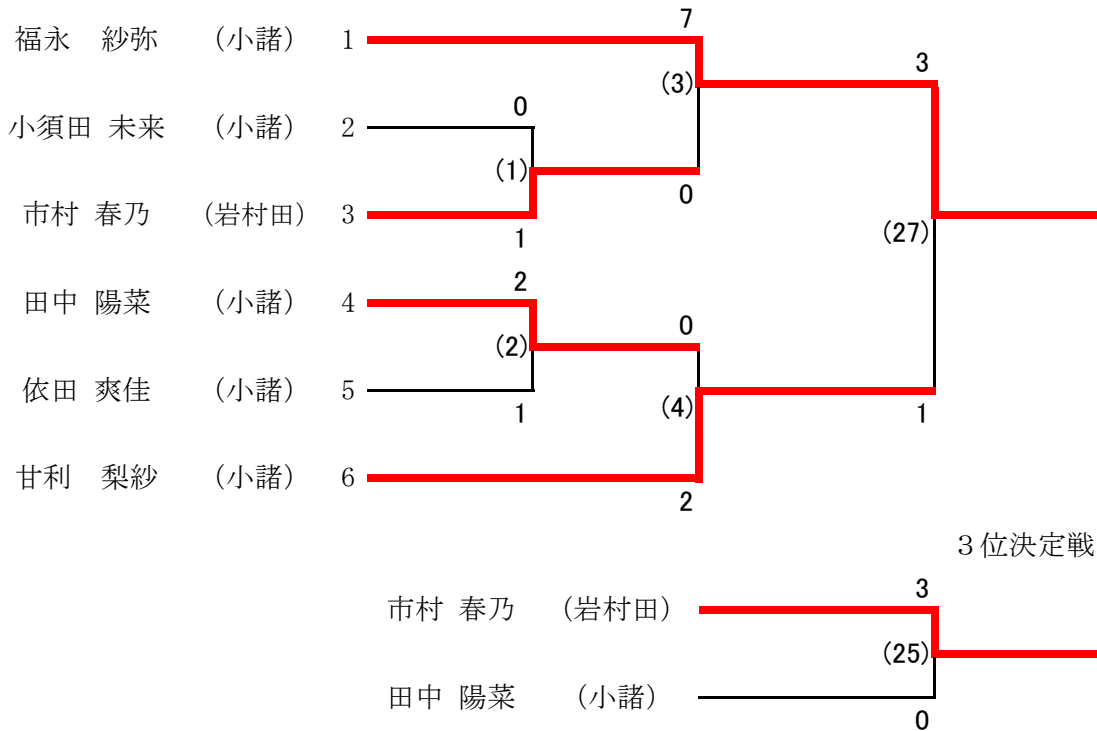 7
福永　紗弥　（小諸）　1
3
(3)
0
小須田 未来　（小諸）　2
(1)
0
市村 春乃　（岩村田）　3
(27)
1
2
田中 陽菜　（小諸）　4
0
(2)
依田 爽佳　（小諸）　5
(4)
1
1
甘利　梨紗　（小諸）　6
2
３位決定戦
3
市村 春乃　（岩村田）
(25)
田中 陽菜　（小諸）
0